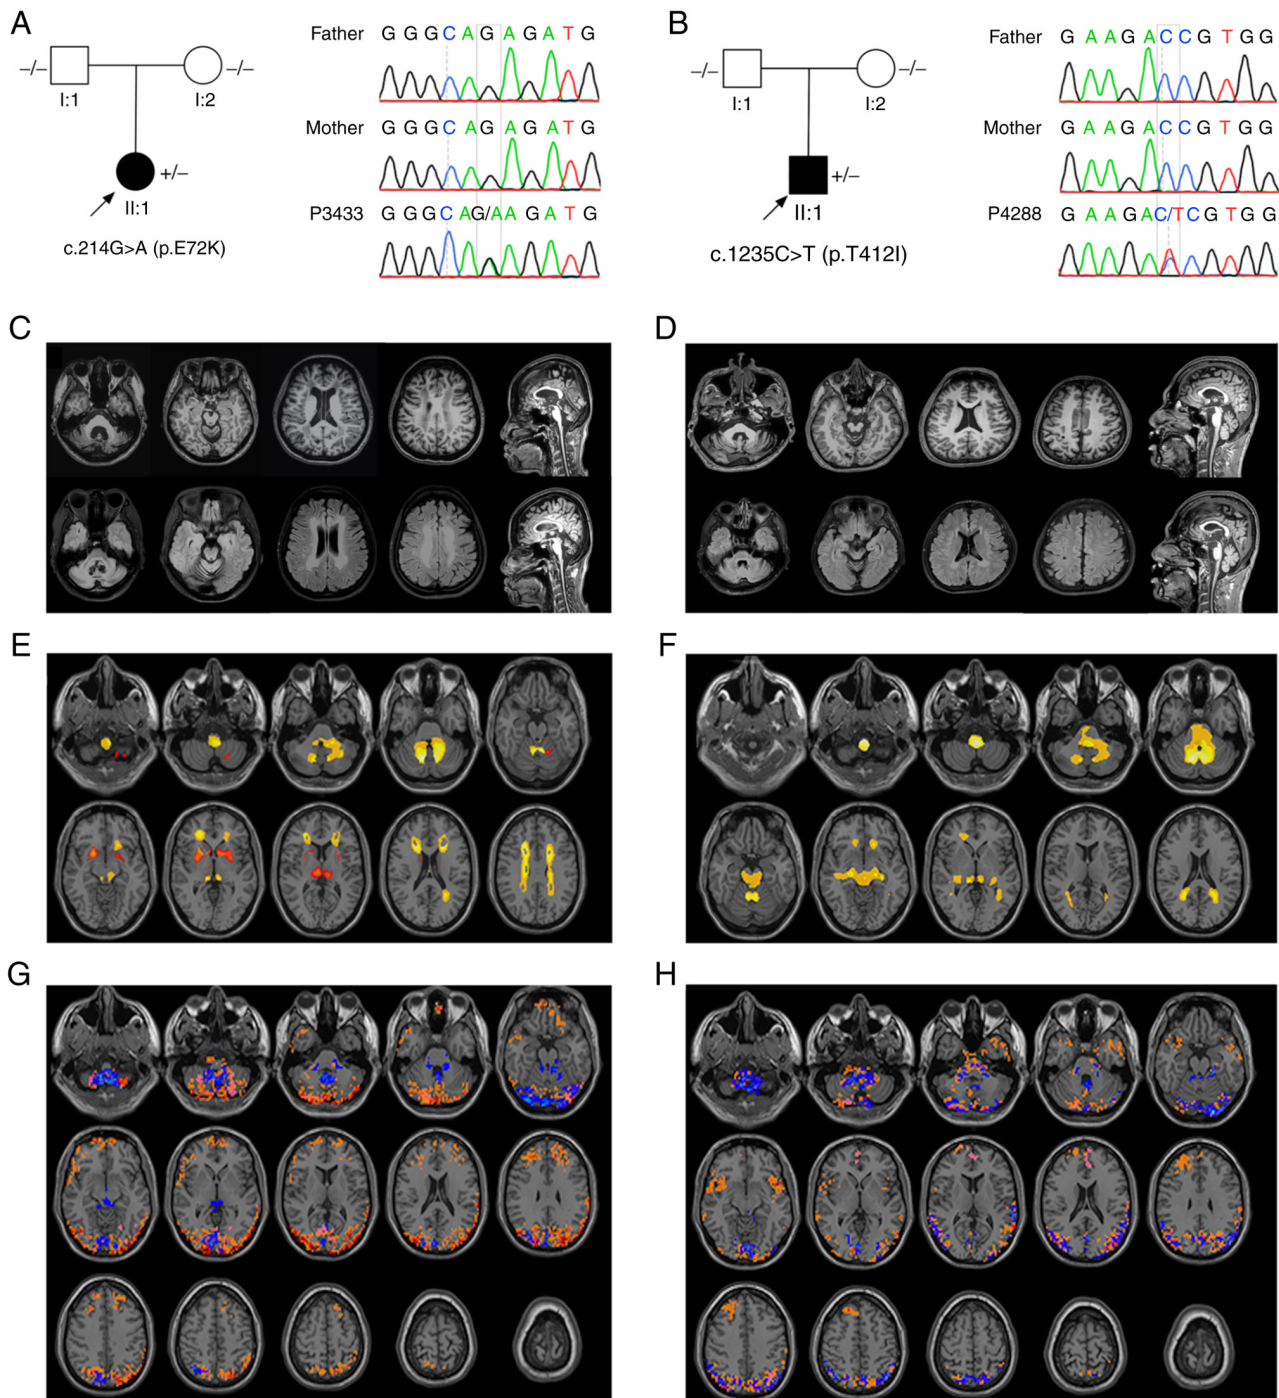 A
−/−
I:1
I:2
−/−
II:1
+/−
c.214G>A (p.E72K)
Father
G G G C A G A G A T G
Mother
G G G C A G A G A T G
P3433
G G G C A G/A A G A T G
B
−/−
I:1
I:2
−/−
II:1
+/−
c.1235C>T (p.T412I)
Father
G A A G A C C G T G G
Mother
G A A G A C C G T G G
P4288
G A A G A C/T C G T G G
C
D
E
F
G
H